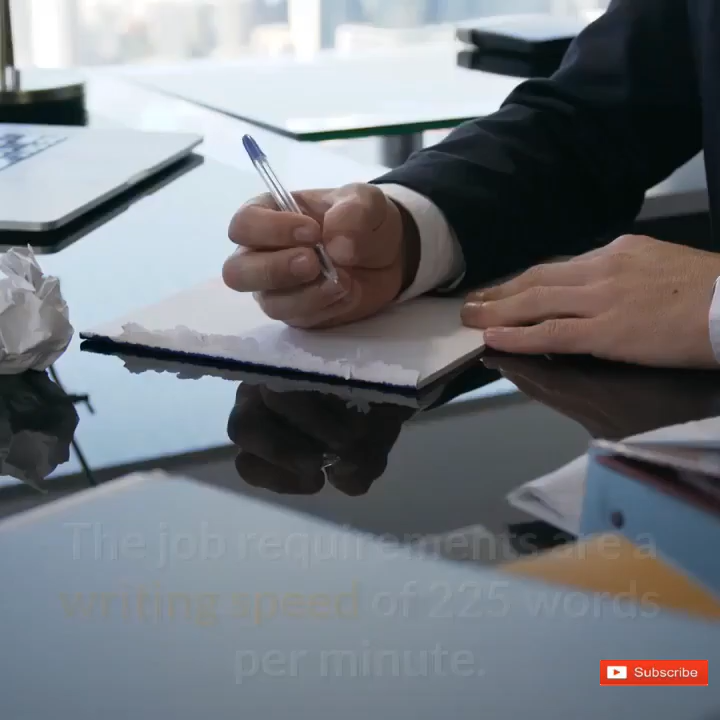 The job requirements are a
writing speed of 225 words
per minute.
Subscribe